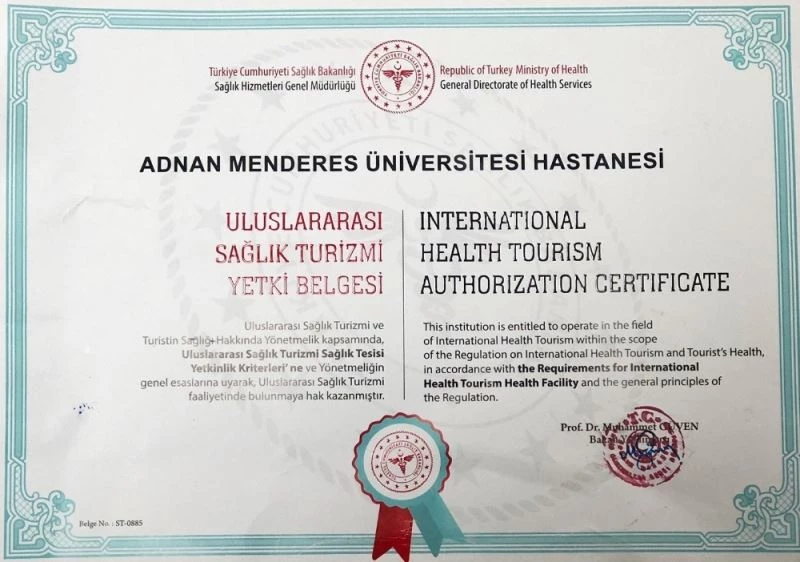 Türkiye Cumhuriyeti Sağlık Bakanlığı
Sağlık Hizmetleri Genel Müdürlüğü
Republic of Turkey Ministry of Health
General Directorate of Health Services
ADNAN MENDERES ÜNİVERSİTESİ HASTANESİ
ULUSLARARASI
SAĞLIK TURİZMİ
YETKİ BELGESİ
INTERNATIONAL
HEALTH TOURISM
AUTHORIZATION CERTIFICATE
Uluslararası Sağlık Turizmi ve
Turistin Sağlığı Hakkında Yönetmelik kapsamında,
Uluslararası Sağlık Turizmi Sağlık Tesisi
Yetkinlik Kriterleri' ne ve Yönetmeliğin
genel esaslarına uyarak, Uluslararası Sağlık Turizmi
faaliyetinde bulunmaya hak kazanmıştır.
This institution is entitled to operate in the field
of International Health Tourism within the scope
of the Regulation on International Health Tourism and Tourist's Health,
in accordance with the Requirements for International
Health Tourism Health Facility and the general principles of
the Regulation.
Prof. Dr. Muhammet GÜVEN
Bakan Yardımcısı
T.C.
Belge No. : ST-0885